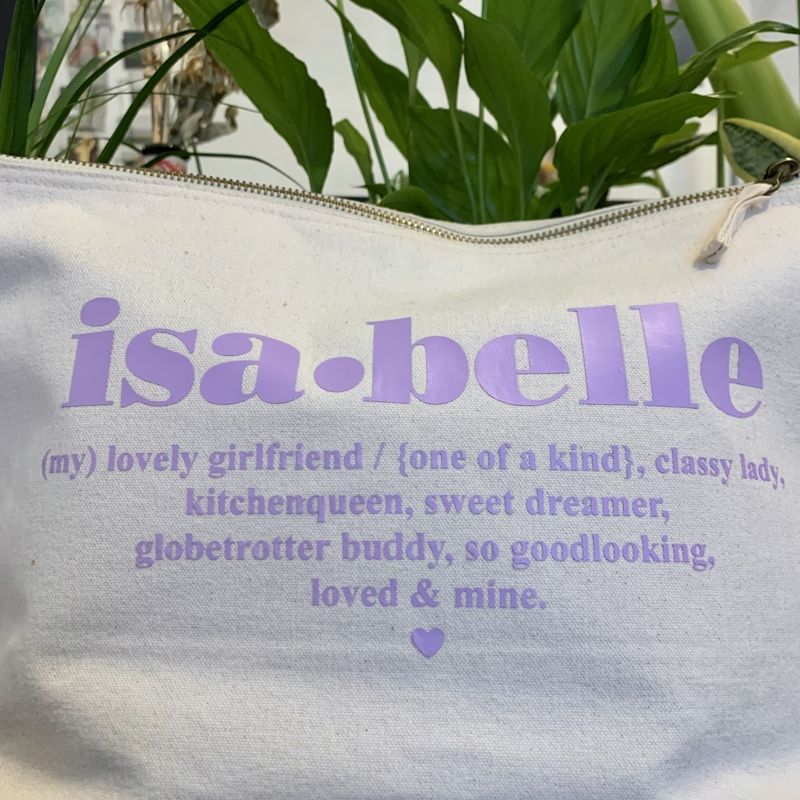 isa•belle
(my) lovely girlfriend / {one of a kind}, classy lady,
kitchenqueen, sweet dreamer,
globetrotter buddy, so goodlooking,
loved & mine.